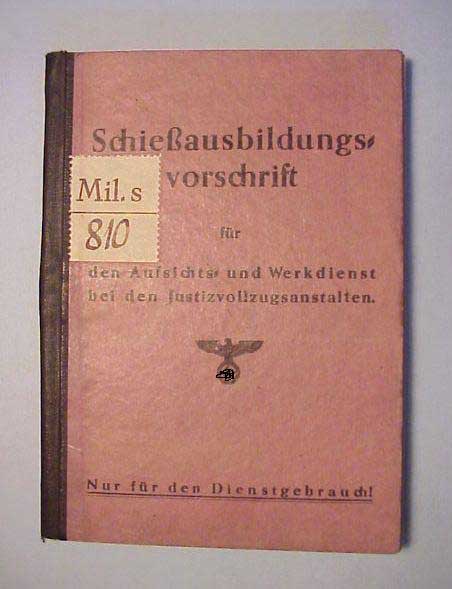 Schießausbildungs-
vorschrift
Mil. s
810
für
den Aufsichts- und Werkdienst
bei den Justizvollzugsanstalten.
Nur für den Dienstgebrauch!